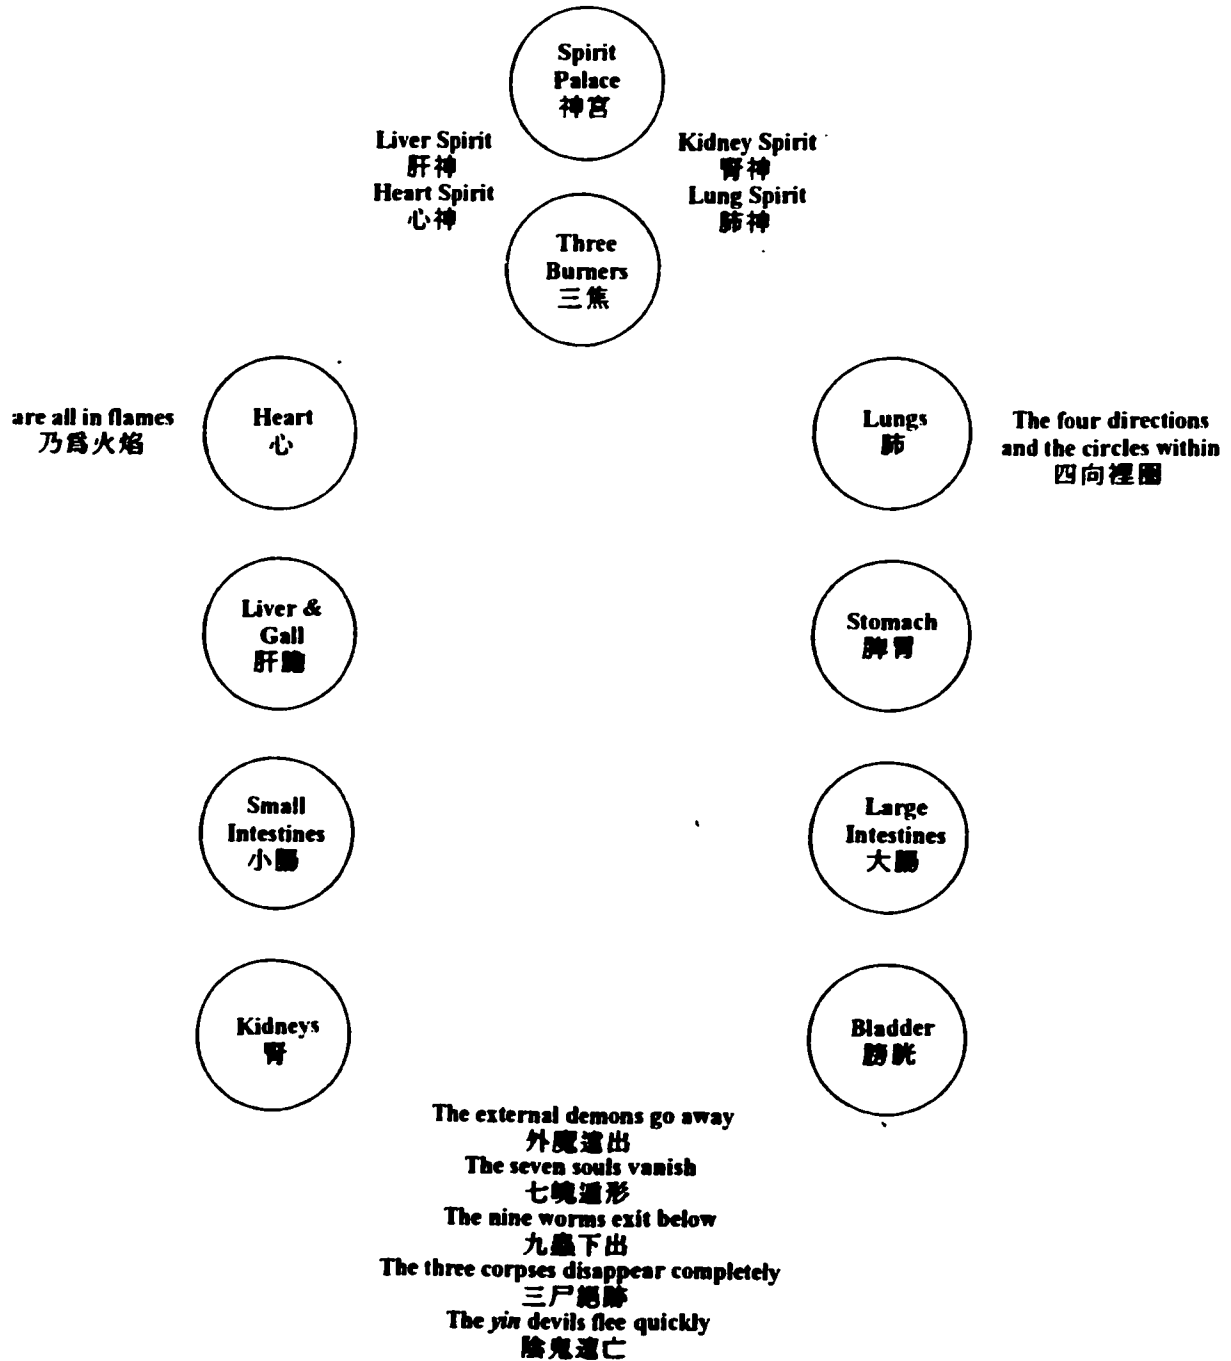 Spirit
Palace
神宮
Liver Spirit
肝神
Heart Spirit
心神
Kidney Spirit
腎神
Lung Spirit
肺神
Three
Burners
三焦
are all in flames
乃爲火焰
Heart
心
Lungs
肺
The four directions
and the circles within
四向裡圈
Liver &
Gall
肝膽
Stomach
脾胃
Small
Intestines
小腸
Large
Intestines
大腸
Kidneys
腎
Bladder
膀胱
The external demons go away
外魔遠出
The seven souls vanish
七魄遁形
The nine worms exit below
九蟲下出
The three corpses disappear completely
三尸絕跡
The yin devils flee quickly
陰鬼速亡